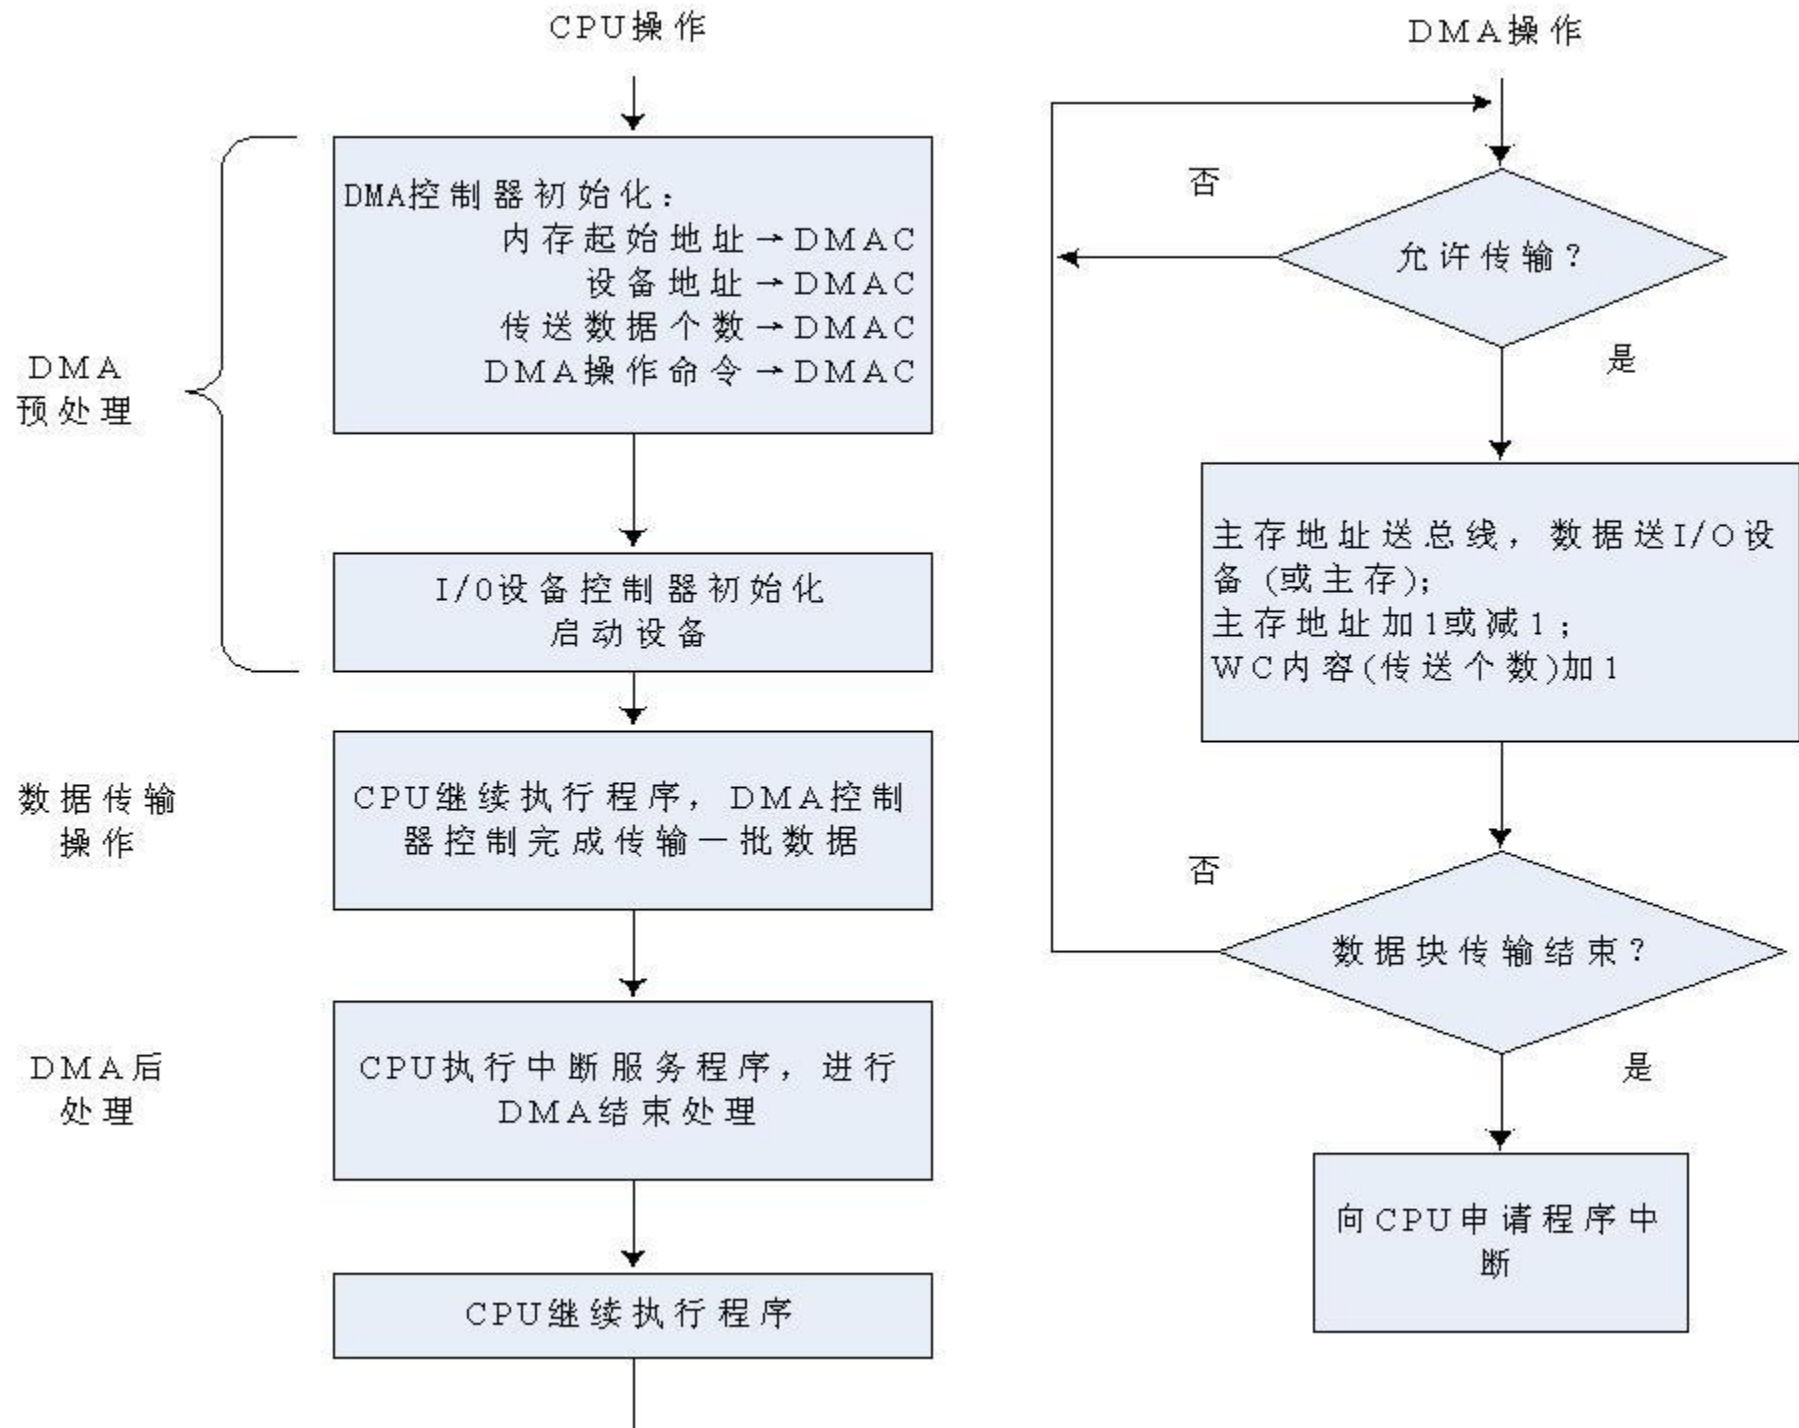 CPU操作
DMA控制器初始化：
内存起始地址→DMAC
设备地址→DMAC
传送数据个数→DMAC
DMA操作命令→DMAC
DMA
预处理
I/O设备控制器初始化
启动设备
数据传输
操作
CPU继续执行程序，DMA控制
器控制完成传输一批数据
DMA后
处理
CPU执行中断服务程序，进行
DMA结束处理
CPU继续执行程序
DMA操作
否
允许传输？
是
主存地址送总线，数据送I/O设
备(或主存)；
主存地址加1或减1；
WC内容(传送个数)加1
否
数据块传输结束？
是
向CPU申请程序中
断